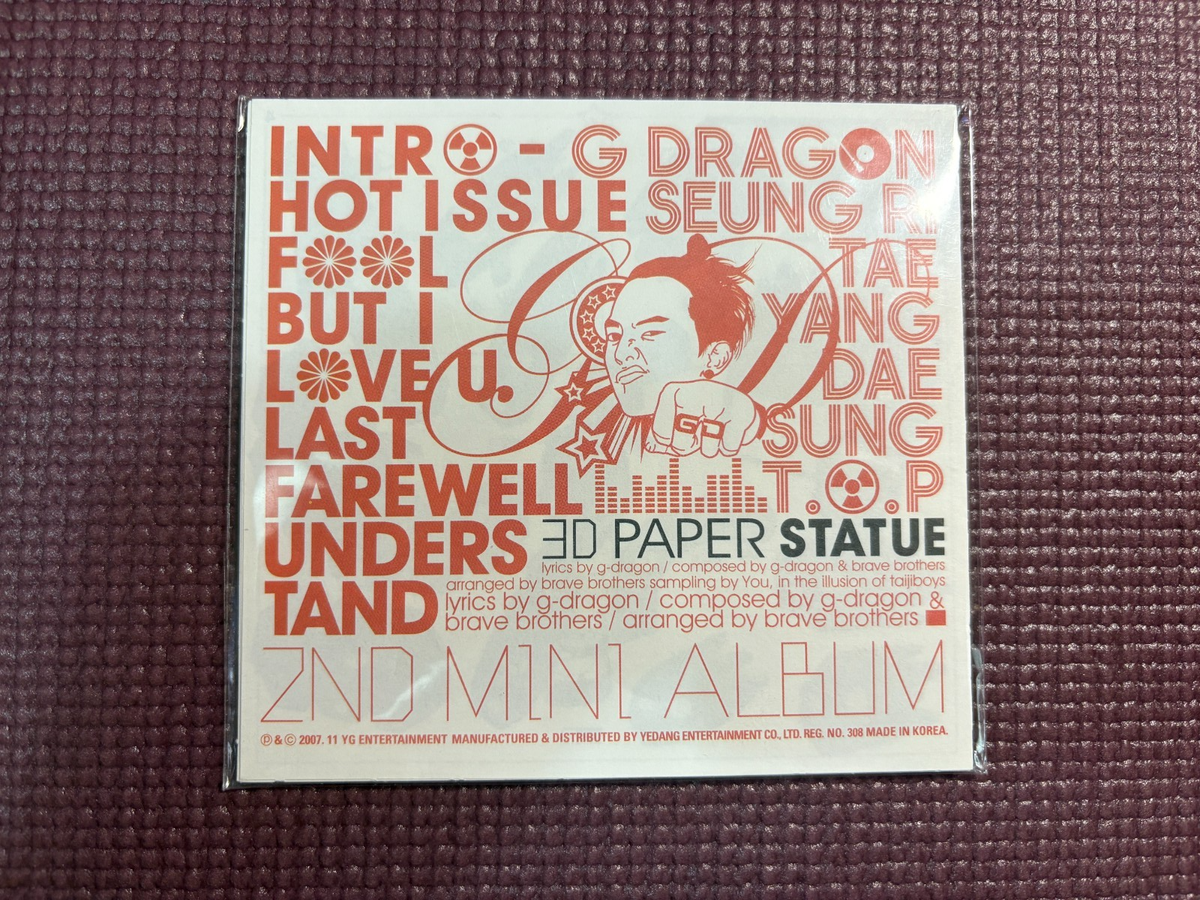 INTRO - G DRAGON
HOT ISSUE SEUNG RI
FOOL TAE
BUT I YANG
LOVE U. DAE
LAST SUNG
FAREWELL T.O.P
UNDERS 3D PAPER STATUE
lyrics by g-dragon / composed by g-dragon & brave brothers
arranged by brave brothers sampling by You, in the illusion of taijiboys
TAND lyrics by g-dragon / composed by g-dragon &
brave brothers / arranged by brave brothers
GD
GD
2ND MINI ALBUM
℗ & © 2007. 11 YG ENTERTAINMENT MANUFACTURED & DISTRIBUTED BY YEDANG ENTERTAINMENT CO., LTD. REG. NO. 308 MADE IN KOREA.